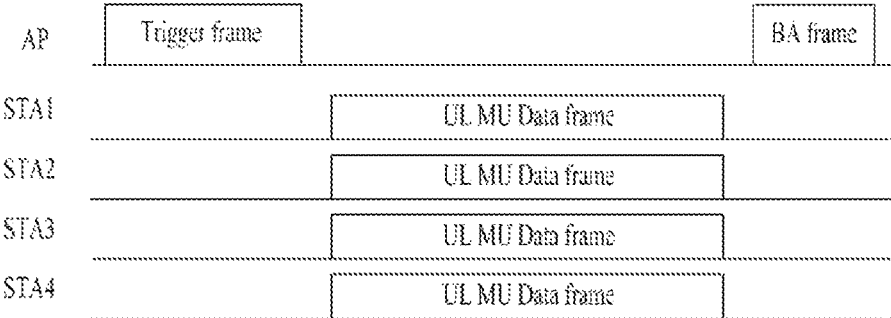 AP Trigger frame BA frame
STA1 UL MU Data frame
STA2 UL MU Data frame
STA3 UL MU Data frame
STA4 UL MU Data frame